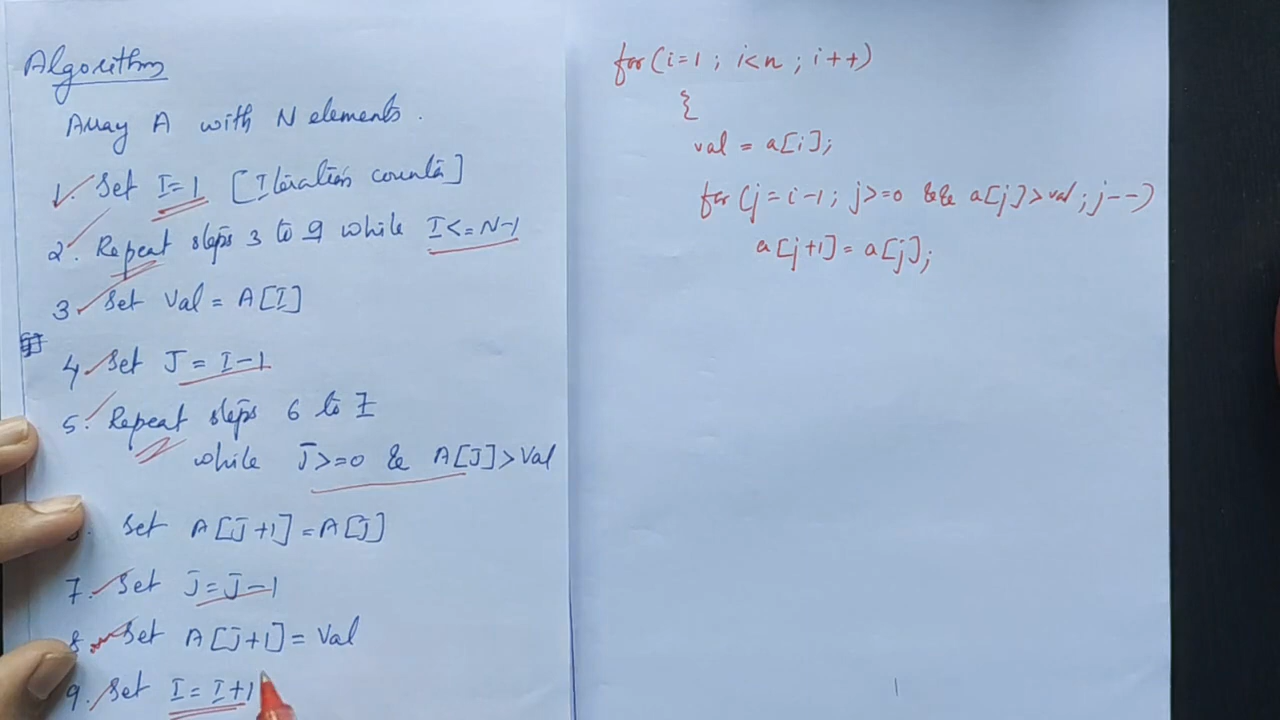 Algorithm
Array A with N elements.
1. Set I=1 [Iteration counter]
2. Repeat steps 3 to 9 while I<=N-1
3 Set Val = A[I]
4 Set J = I-1
5. Repeat steps 6 to 7
while J>=0 & A[J]>Val
Set A[J+1]=A[J]
7. Set J=J-1
8 Set A[J+1]= Val
9. Set I= I+1
for(i=1; i<n; i++)
{
val = a[i];
for(j=i-1; j>=0 && a[j]>val; j--)
a[j+1]=a[j];